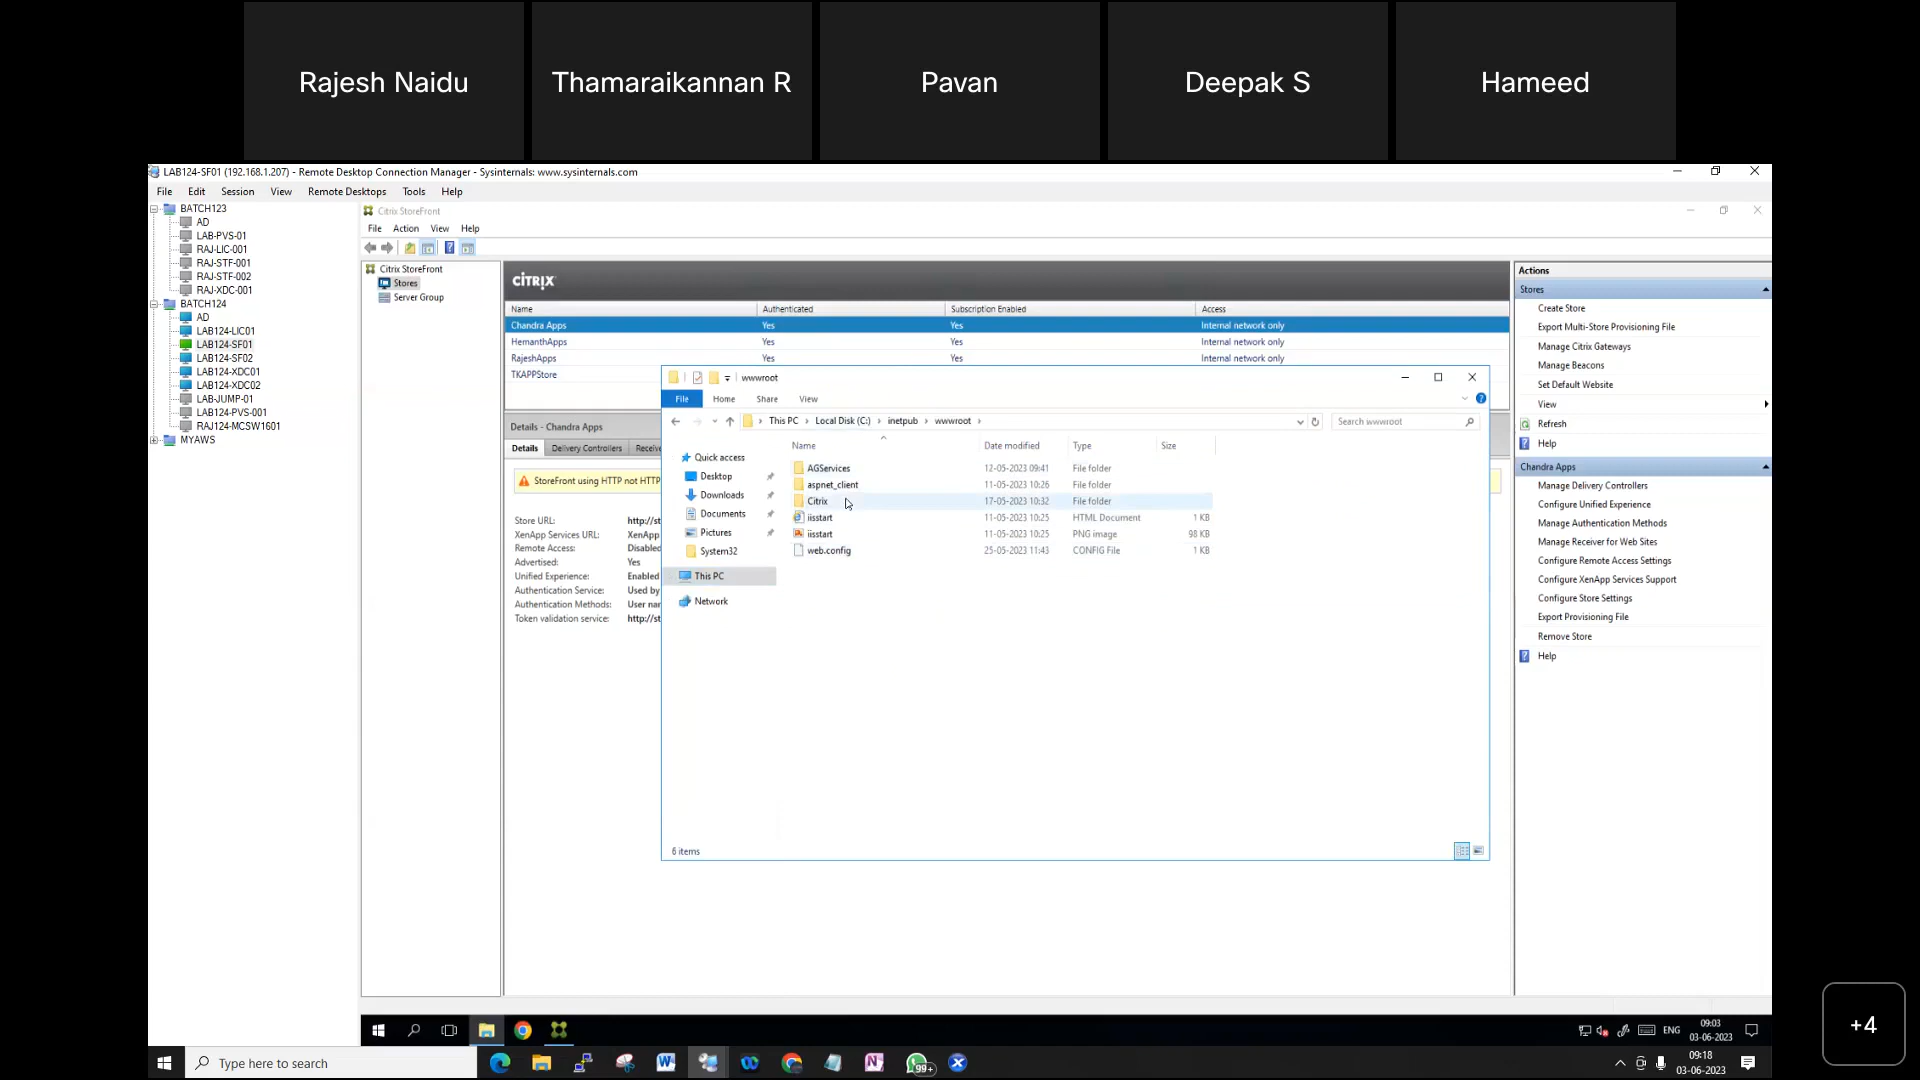 Rajesh Naidu
Thamaraikannan R
Pavan
Deepak S
Hameed
LAB124-SF01 (192.168.1.207) - Remote Desktop Connection Manager - Sysinternals: www.sysinternals.com
File Edit Session View Remote Desktops Tools Help
BATCH123
AD
LAB-PVS-01
RAJ-LIC-001
RAJ-STF-001
RAJ-STF-002
RAJ-XDC-001
BATCH124
AD
LAB124-LIC01
LAB124-SF01
LAB124-SF02
LAB124-XDC01
LAB124-XDC02
LAB-JUMP-01
LAB124-PVS-001
RAJ124-MCSW1601
MYAWS
Citrix StoreFront
File Action View Help
Citrix StoreFront
Stores
Server Group
CITRIX
Name Authenticated Subscription Enabled Access
Chandra Apps Yes Yes Internal network only
HemanthApps Yes Yes Internal network only
RajeshApps Yes Yes Internal network only
TKAPPStore
Details - Chandra Apps
Details Delivery Controllers Receive
StoreFront using HTTP not HTTP
Store URL: http://st
XenApp Services URL: XenApp
Remote Access: Disabled
Advertised: Yes
Unified Experience: Enabled
Authentication Service: Used by
Authentication Methods: User nar
Token validation service: http://st
wwwroot
File Home Share View
This PC Local Disk (C:) inetpub wwwroot
Search wwwroot
Quick access
Desktop
Downloads
Documents
Pictures
System32
This PC
Network
Name Date modified Type Size
AGServices 12-05-2023 09:41 File folder
aspnet_client 11-05-2023 10:26 File folder
Citrix 17-05-2023 10:32 File folder
iisstart 11-05-2023 10:25 HTML Document 1 KB
iisstart 11-05-2023 10:25 PNG image 98 KB
web.config 25-05-2023 11:43 CONFIG File 1 KB
6 items
Actions
Stores
Create Store
Export Multi-Store Provisioning File
Manage Citrix Gateways
Manage Beacons
Set Default Website
View
Refresh
Help
Chandra Apps
Manage Delivery Controllers
Configure Unified Experience
Manage Authentication Methods
Manage Receiver for Web Sites
Configure Remote Access Settings
Configure XenApp Services Support
Configure Store Settings
Export Provisioning File
Remove Store
Help
ENG
09:03
03-06-2023
Type here to search
99+
09:18
03-06-2023
+4